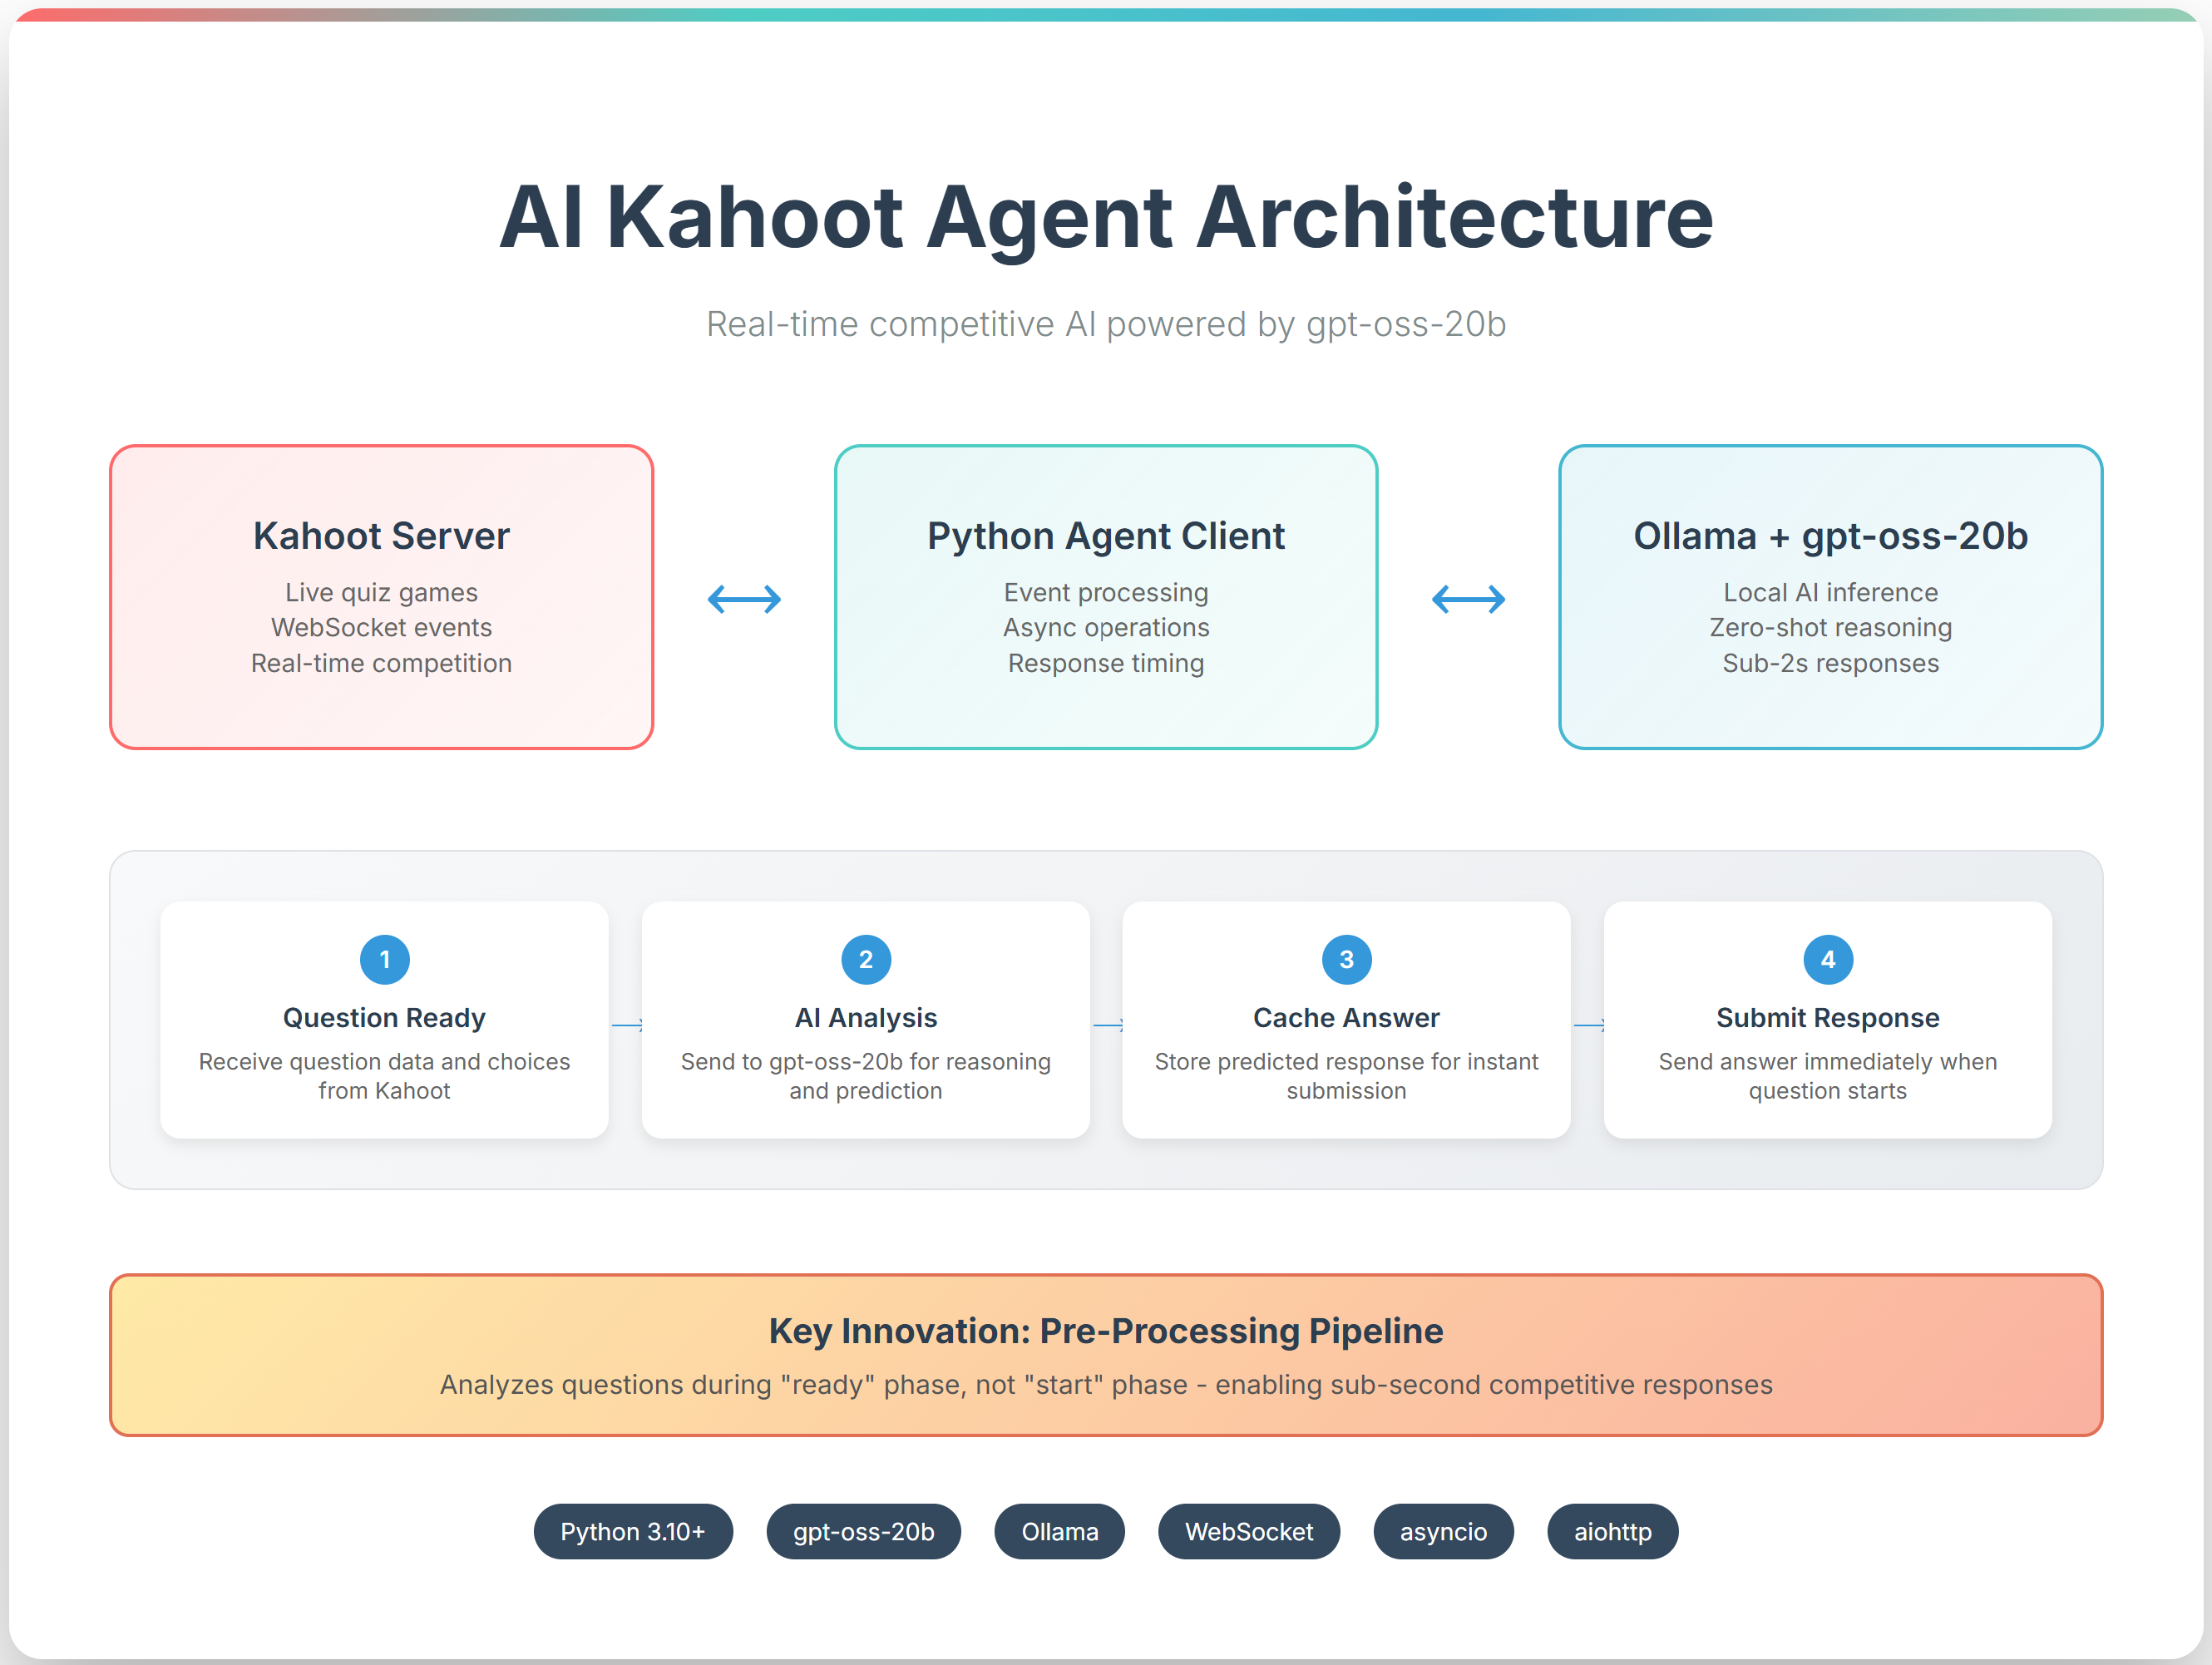 AI Kahoot Agent Architecture
Real-time competitive AI powered by gpt-oss-20b
Kahoot Server
Live quiz games
WebSocket events
Real-time competition
Python Agent Client
Event processing
Async operations
Response timing
Ollama + gpt-oss-20b
Local AI inference
Zero-shot reasoning
Sub-2s responses
1
Question Ready
Receive question data and choices
from Kahoot
2
AI Analysis
Send to gpt-oss-20b for reasoning
and prediction
3
Cache Answer
Store predicted response for instant
submission
4
Submit Response
Send answer immediately when
question starts
Key Innovation: Pre-Processing Pipeline
Analyzes questions during "ready" phase, not "start" phase - enabling sub-second competitive responses
Python 3.10+
gpt-oss-20b
Ollama
WebSocket
asyncio
aiohttp